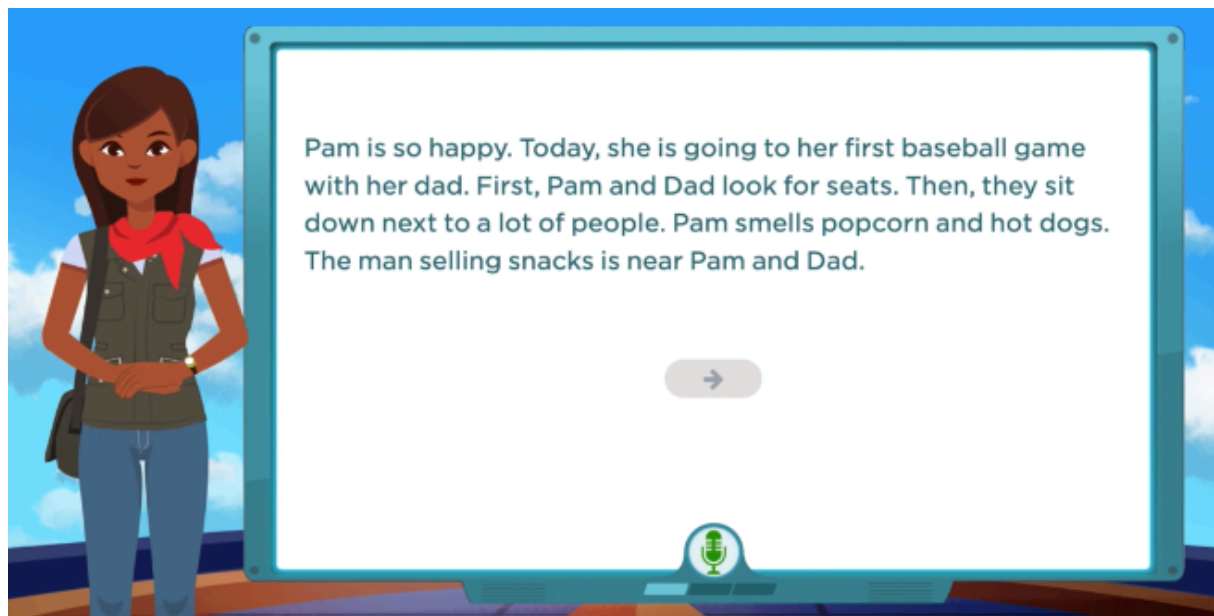 Pam is so happy. Today, she is going to her first baseball game
with her dad. First, Pam and Dad look for seats. Then, they sit
down next to a lot of people. Pam smells popcorn and hot dogs.
The man selling snacks is near Pam and Dad.